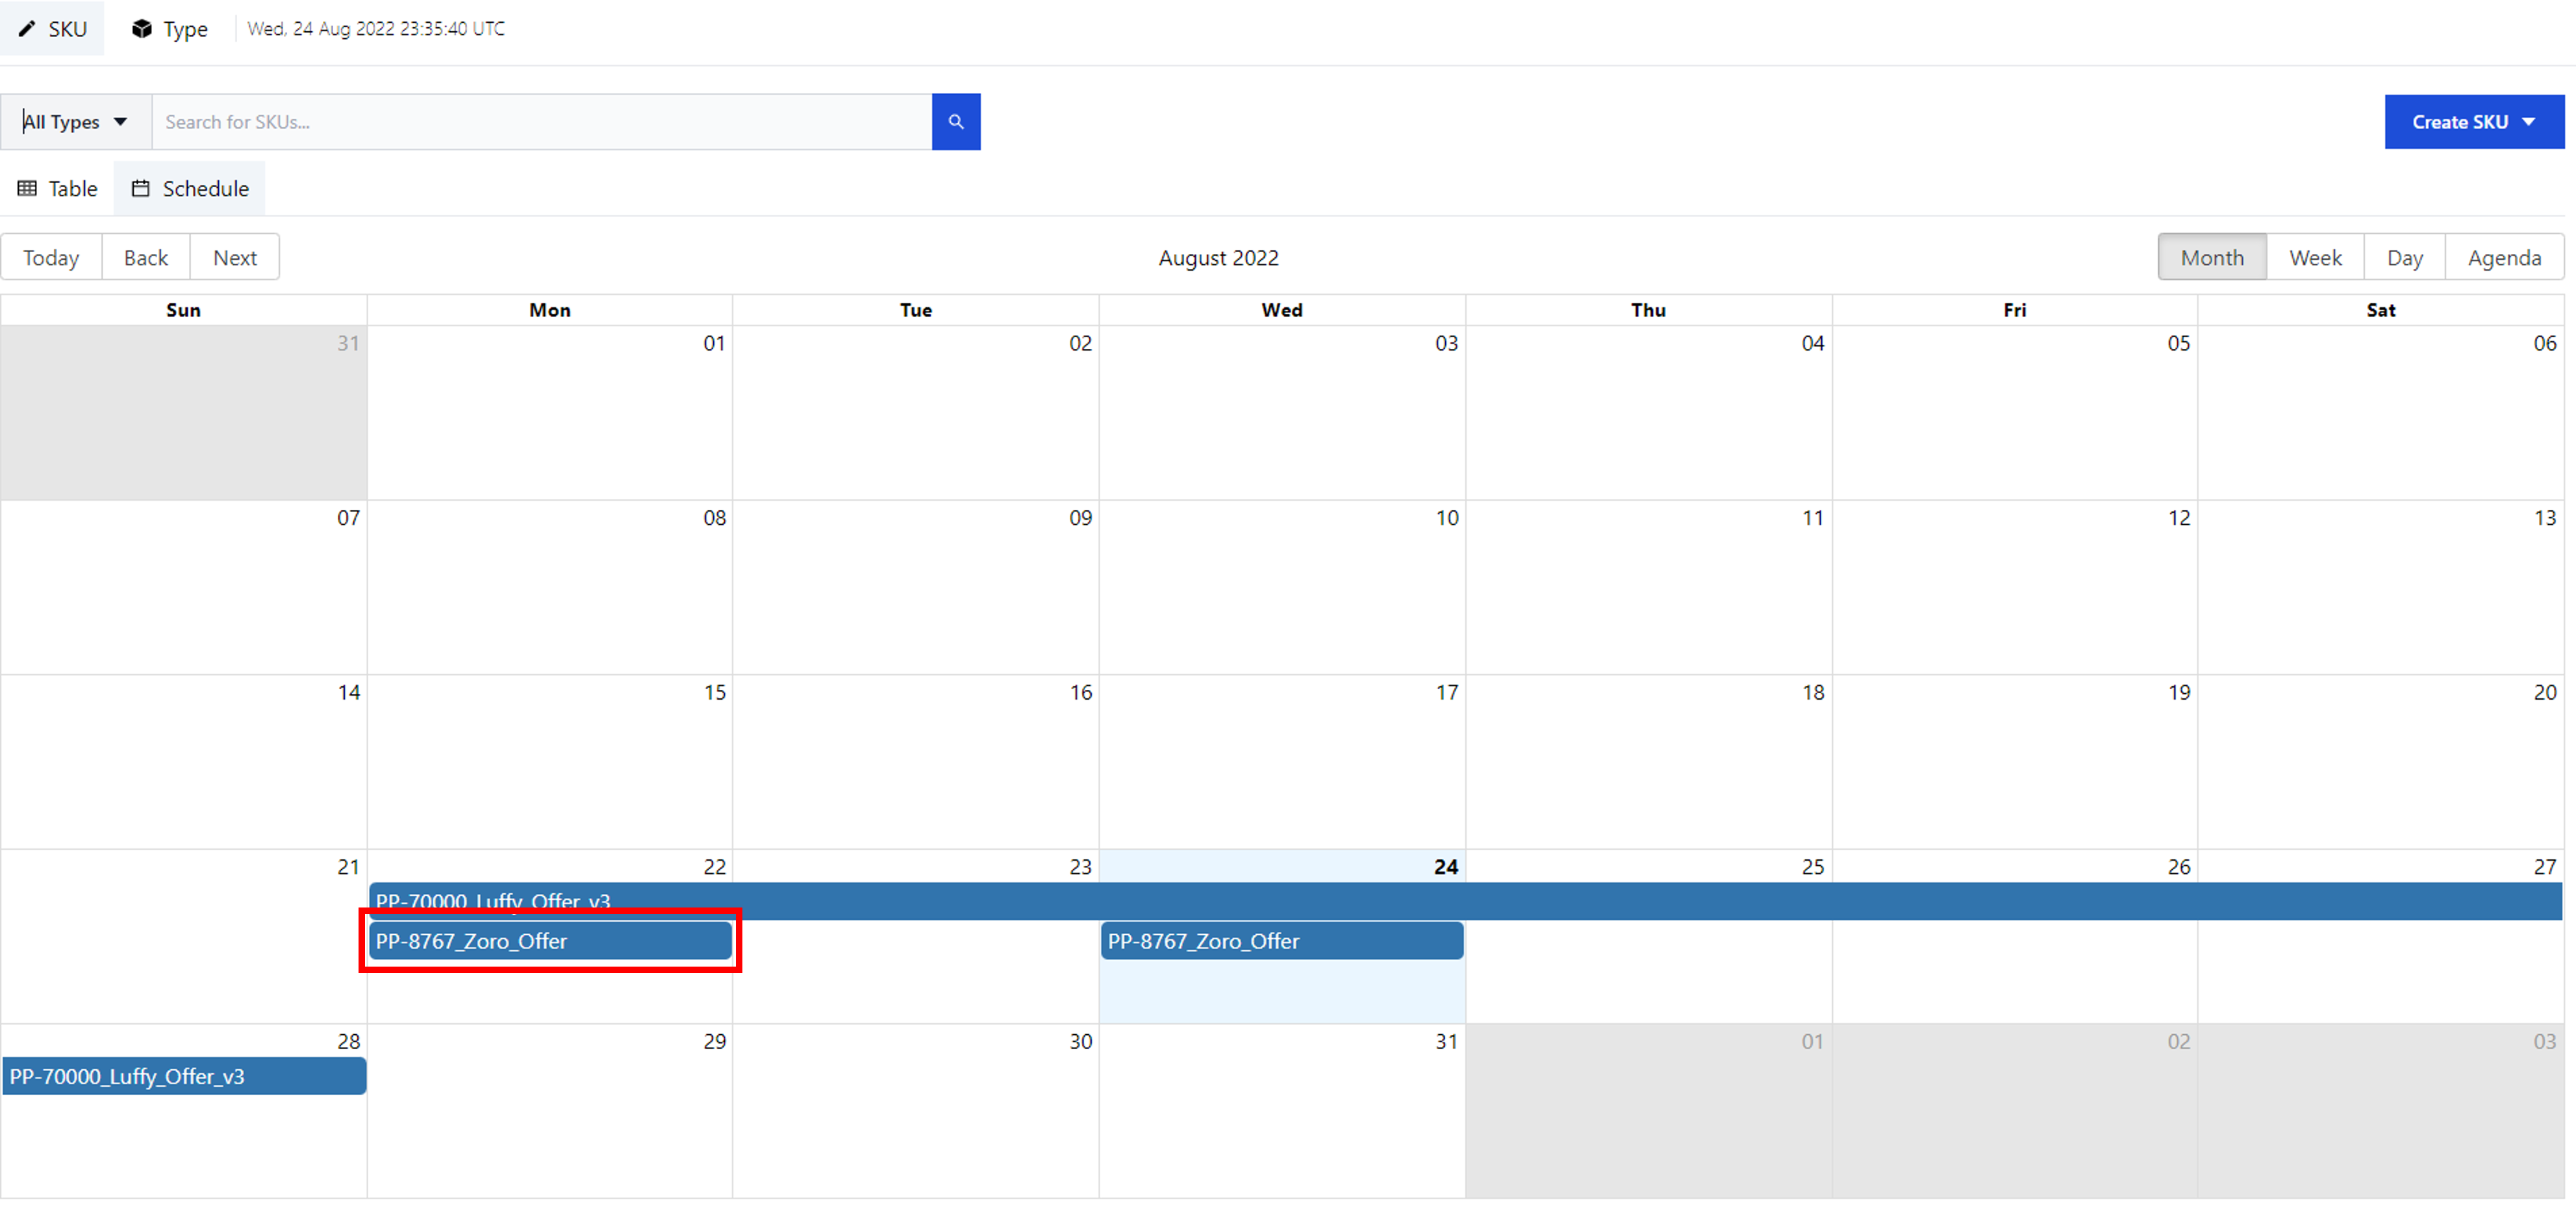 SKU Type Wed, 24 Aug 2022 23:35:40 UTC
All Types Search for SKUs... Create SKU
Table Schedule
Today Back Next August 2022 Month Week Day Agenda
Sun Mon Tue Wed Thu Fri Sat
31 01 02 03 04 05 06
07 08 09 10 11 12 13
14 15 16 17 18 19 20
21 22 23 24 25 26 27
PP-70000_Luffy_Offer_v3
PP-8767_Zoro_Offer PP-8767_Zoro_Offer
28 29 30 31 01 02 03
PP-70000_Luffy_Offer_v3